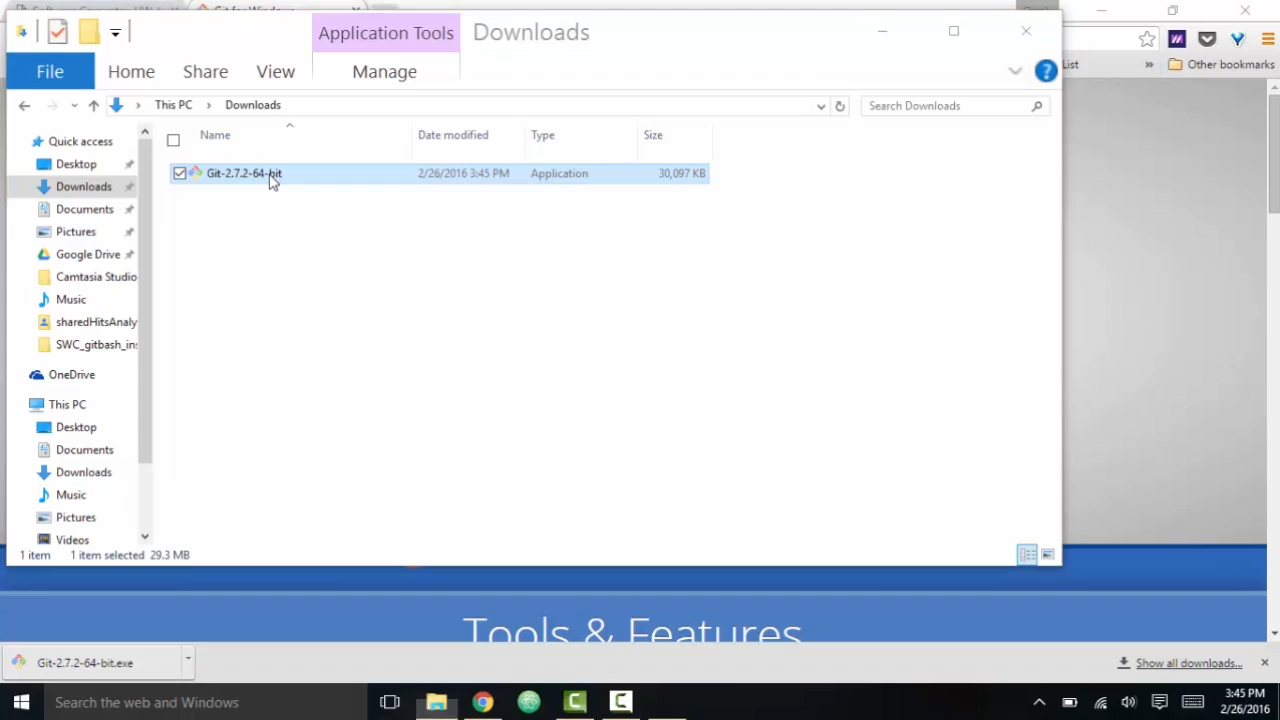 Git for Windows
Application Tools
Downloads
File
Home
Share
View
Manage
List
»
Other bookmarks
This PC
Downloads
Search Downloads
Quick access
Desktop
Downloads
Documents
Pictures
Google Drive
Camtasia Studio
Music
sharedHitsAnaly
SWC_gitbash_ins
OneDrive
This PC
Desktop
Documents
Downloads
Music
Pictures
Videos
Name
Date modified
Type
Size
Git-2.7.2-64-bit
2/26/2016 3:45 PM
Application
30,097 KB
1 item
1 item selected 29.3 MB
Tools & Features
Git-2.7.2-64-bit.exe
Show all downloads...
Search the web and Windows
3:45 PM
2/26/2016